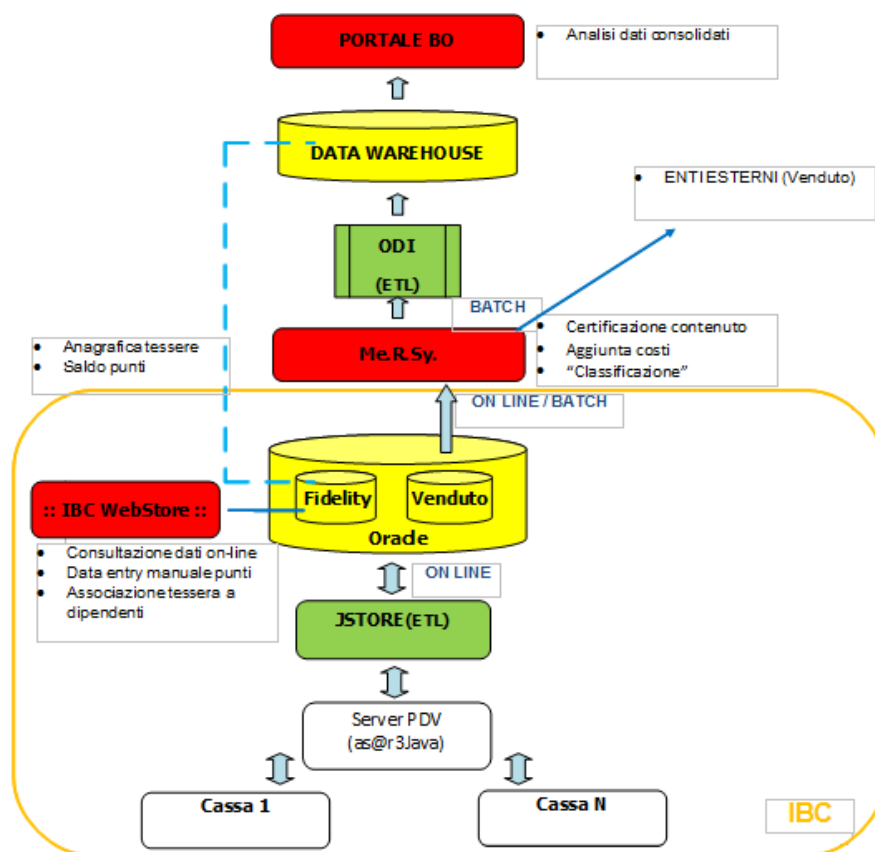 PORTALE BO
• Analisi dati consolidati
DATA WAREHOUSE
• ENTI ESTERNI (Venduto)
ODI
(ETL)
BATCH
• Anagrafica tessere
• Saldo punti
Me.R.Sy.
• Certificazione contenuto
• Aggiunta costi
• “Classificazione”
ON LINE / BATCH
:: IBC WebStore ::
Fidelity
Venduto
Oracle
• Consultazione dati on-line
• Data entry manuale punti
• Associazione tessera a
dipendenti
ON LINE
JSTORE(ETL)
Server PDV
(as@r3Java)
Cassa 1
Cassa N
IBC